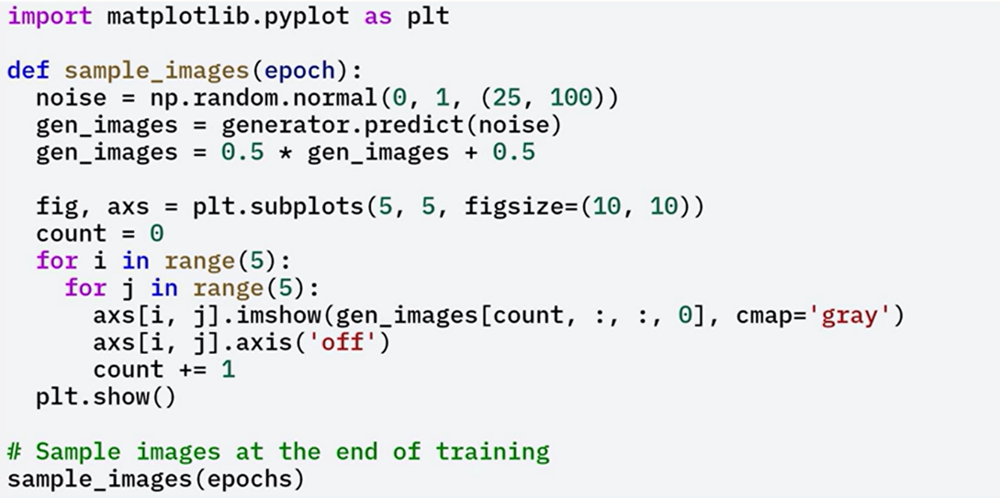 import matplotlib.pyplot as plt

def sample_images(epoch):
  noise = np.random.normal(0, 1, (25, 100))
  gen_images = generator.predict(noise)
  gen_images = 0.5 * gen_images + 0.5

  fig, axs = plt.subplots(5, 5, figsize=(10, 10))
  count = 0
  for i in range(5):
    for j in range(5):
      axs[i, j].imshow(gen_images[count, :, :, 0], cmap='gray')
      axs[i, j].axis('off')
      count += 1
  plt.show()

# Sample images at the end of training
sample_images(epochs)